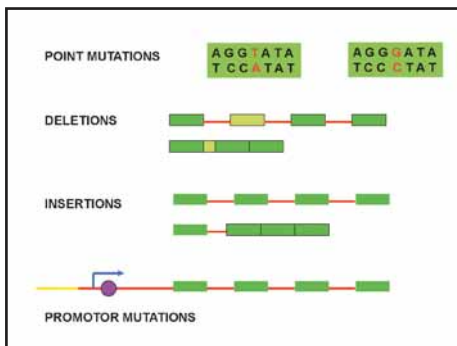 POINT MUTATIONS
AGGTATA
TCCATAT
AGGGATA
TCCCTAT
DELETIONS
INSERTIONS
PROMOTOR MUTATIONS